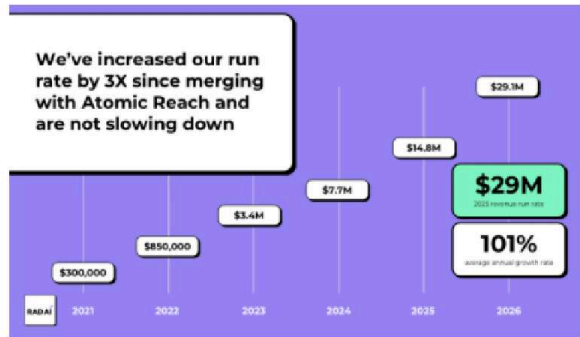 We've increased our run
rate by 3X since merging
with Atomic Reach and
are not slowing down
$29.1M
$14.8M
$7.7M
$3.4M
$850,000
$300,000
$29M
2025 revenue run rate
101%
average annual growth rate
RADAÍ
2021
2022
2023
2024
2025
2026